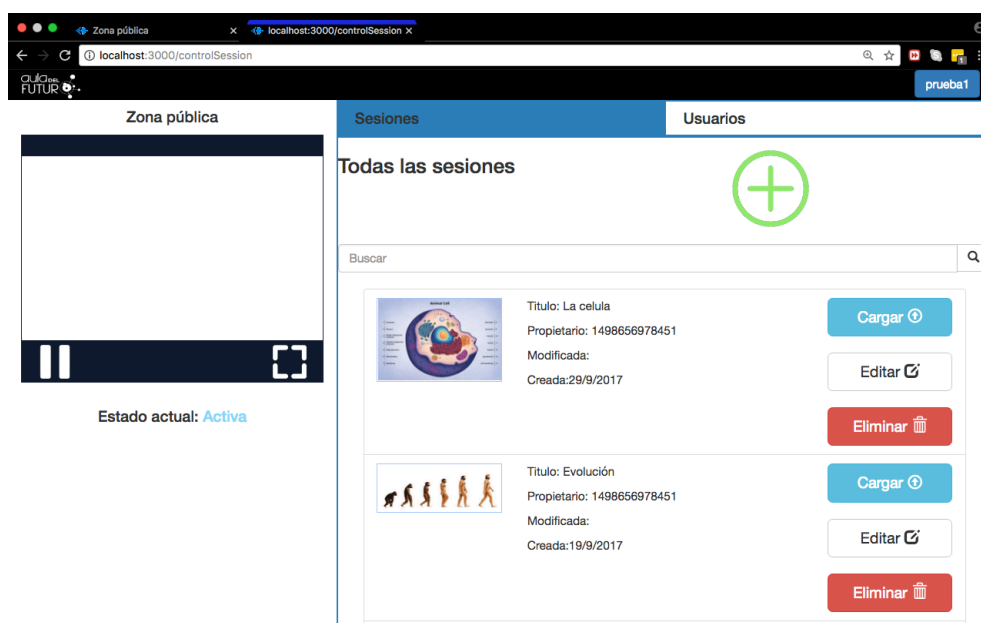 Zona pública
localhost:3000/controlSession
localhost:3000/controlSession
aula DEL
FUTUR
prueba1
Zona pública
Sesiones
Usuarios
Todas las sesiones
Buscar
Animal Cell
Titulo: La celula
Propietario: 1498656978451
Modificada:
Creada:29/9/2017
Cargar
Editar
Eliminar
Estado actual: Activa
Titulo: Evolución
Propietario: 1498656978451
Modificada:
Creada:19/9/2017
Cargar
Editar
Eliminar